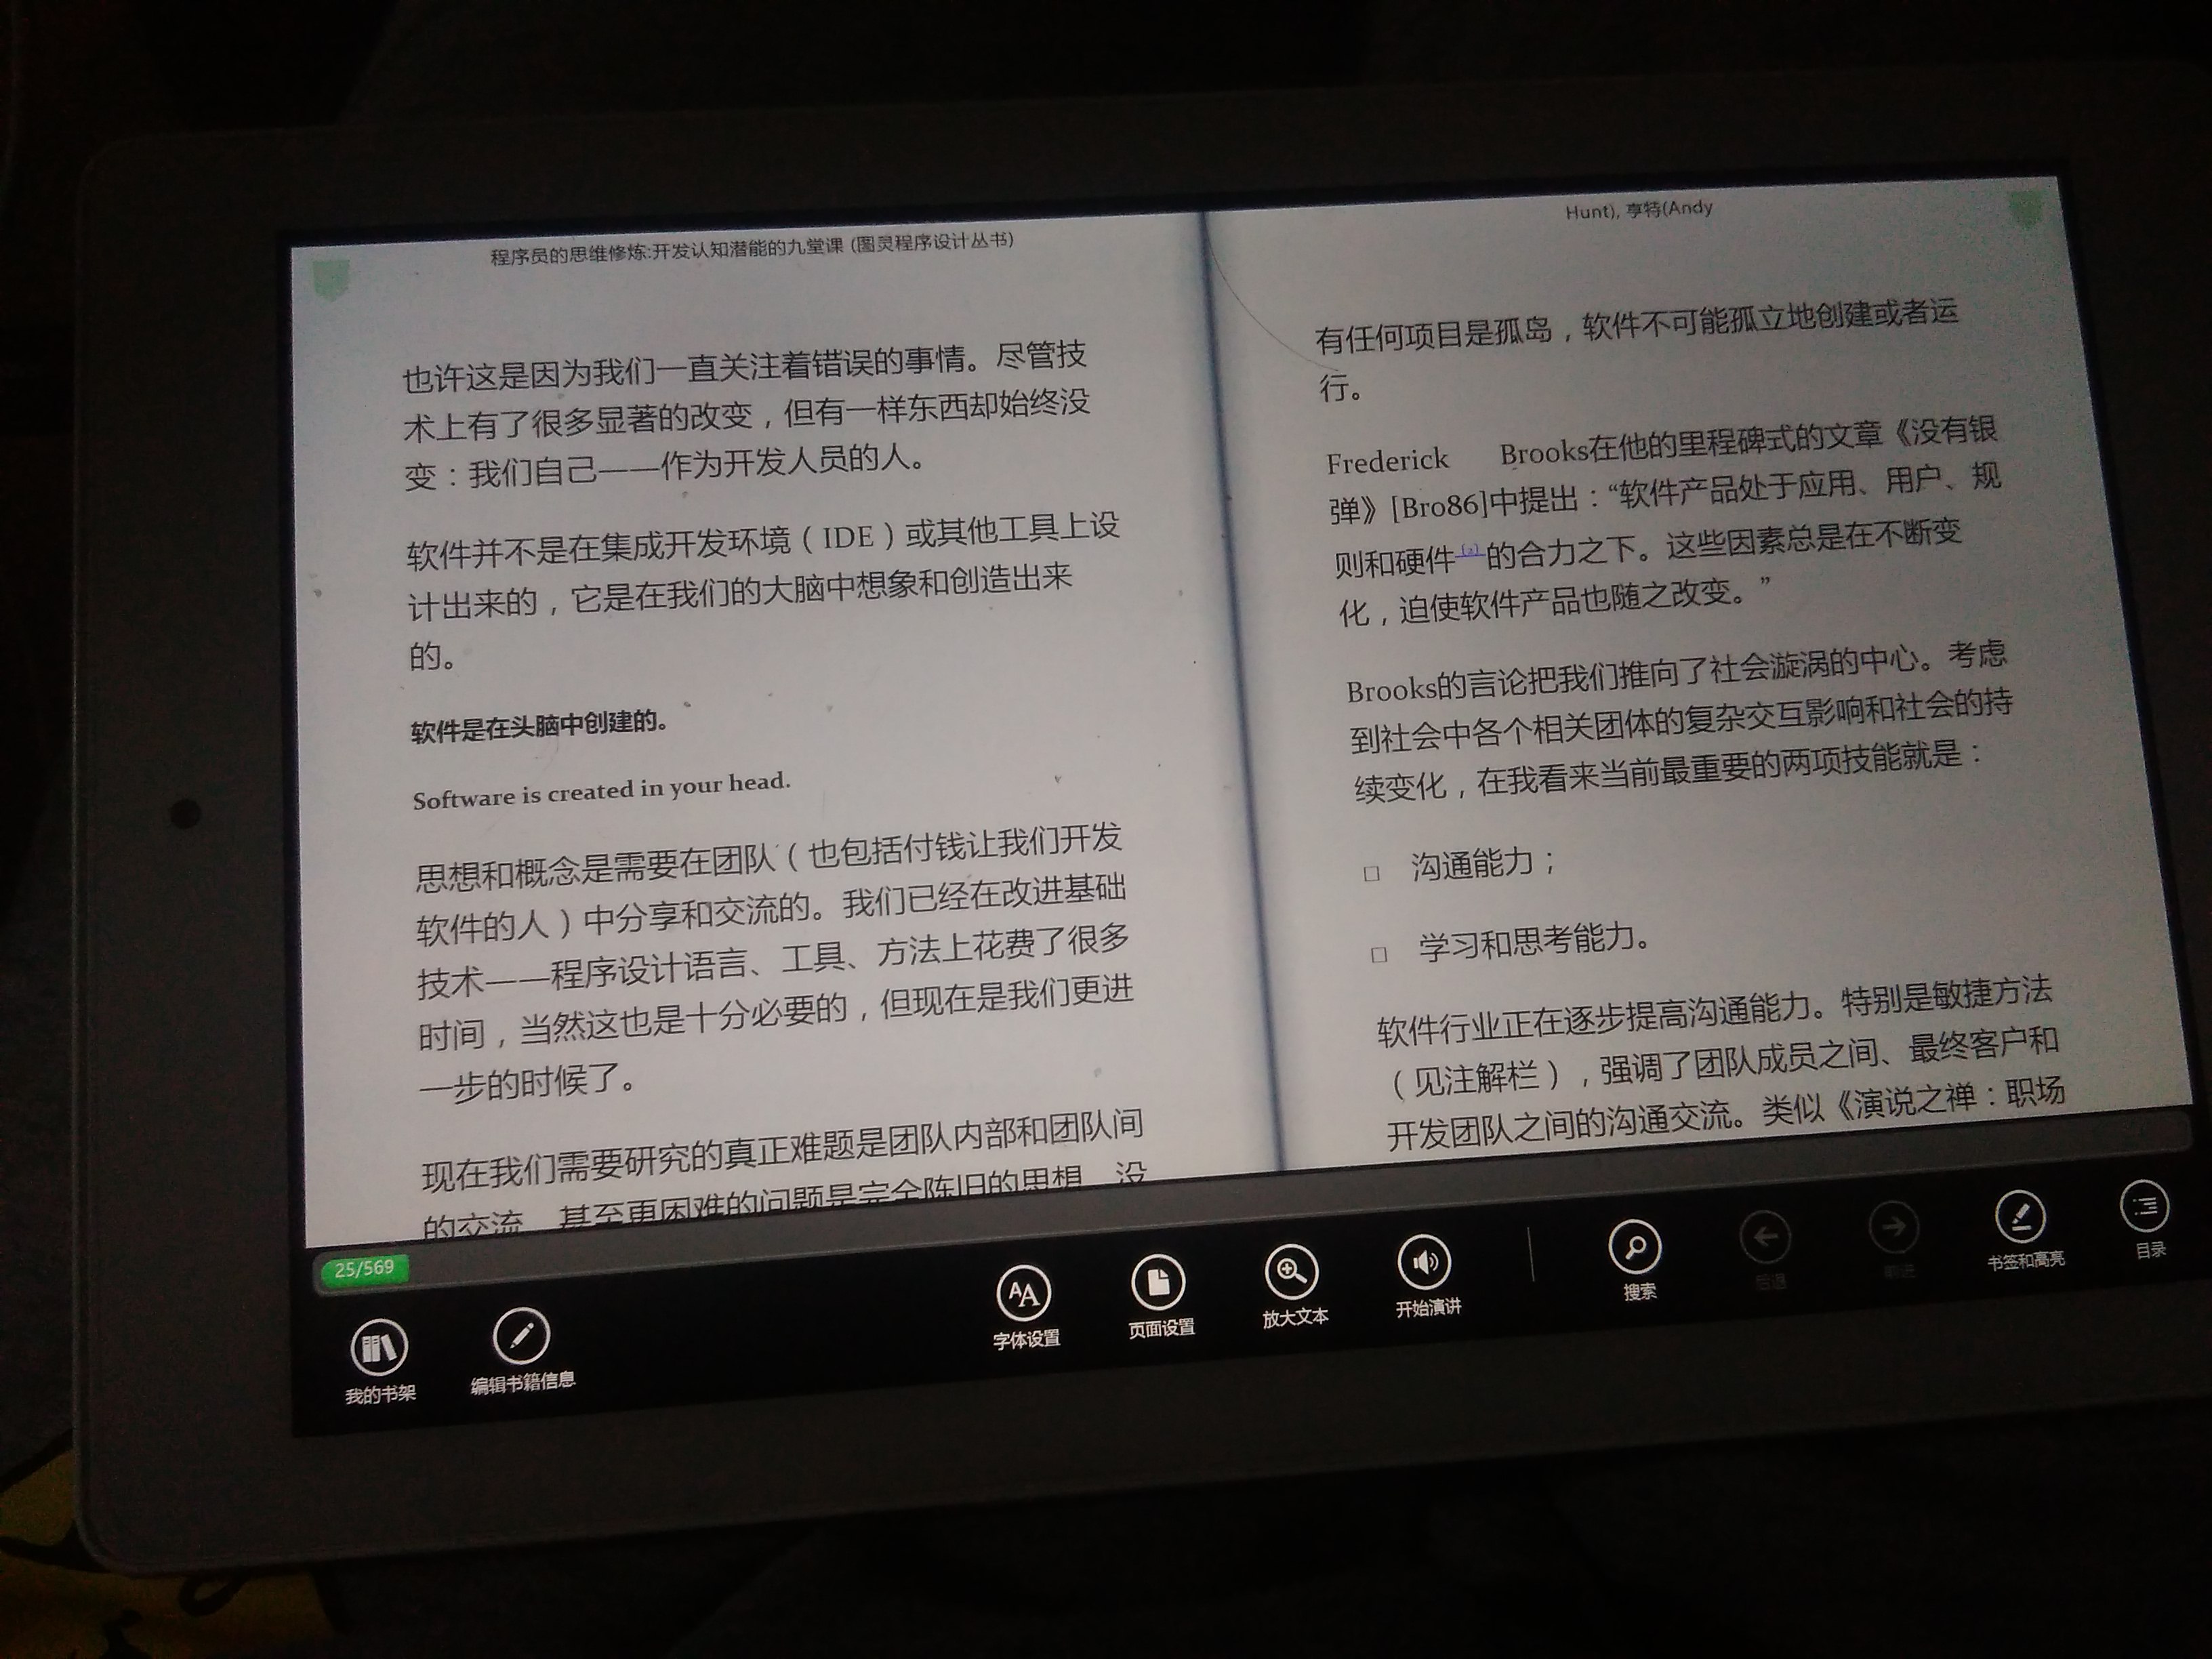 程序员的思维修炼:开发认知潜能的九堂课 (图灵程序设计丛书)
也许这是因为我们一直关注着错误的事情。尽管技
术上有了很多显著的改变，但有一样东西却始终没
变：我们自己——作为开发人员的人。
软件并不是在集成开发环境（IDE）或其他工具上设
计出来的，它是在我们的大脑中想象和创造出来
的。
软件是在头脑中创建的。
Software is created in your head.
思想和概念是需要在团队（也包括付钱让我们开发
软件的人）中分享和交流的。我们已经在改进基础
技术——程序设计语言、工具、方法上花费了很多
时间，当然这也是十分必要的，但现在是我们更进
一步的时候了。
现在我们需要研究的真正难题是团队内部和团队间
的交流，甚至更困难的问题是完全陈旧的思想。没
Hunt), 亨特(Andy
有任何项目是孤岛，软件不可能孤立地创建或者运
行。
Frederick Brooks在他的里程碑式的文章《没有银
弹》[Bro86]中提出：“软件产品处于应用、用户、规
则和硬件的合力之下。这些因素总是在不断变
化，迫使软件产品也随之改变。”
Brooks的言论把我们推向了社会漩涡的中心。考虑
到社会中各个相关团体的复杂交互影响和社会的持
续变化，在我看来当前最重要的两项技能就是：
□ 沟通能力；
□ 学习和思考能力。
软件行业正在逐步提高沟通能力。特别是敏捷方法
（见注解栏），强调了团队成员之间、最终客户和
开发团队之间的沟通交流。类似《演说之禅：职场
25/569
我的书架
编辑书籍信息
字体设置
页面设置
放大文本
开始演讲
搜索
后退
前进
书签和高亮
目录